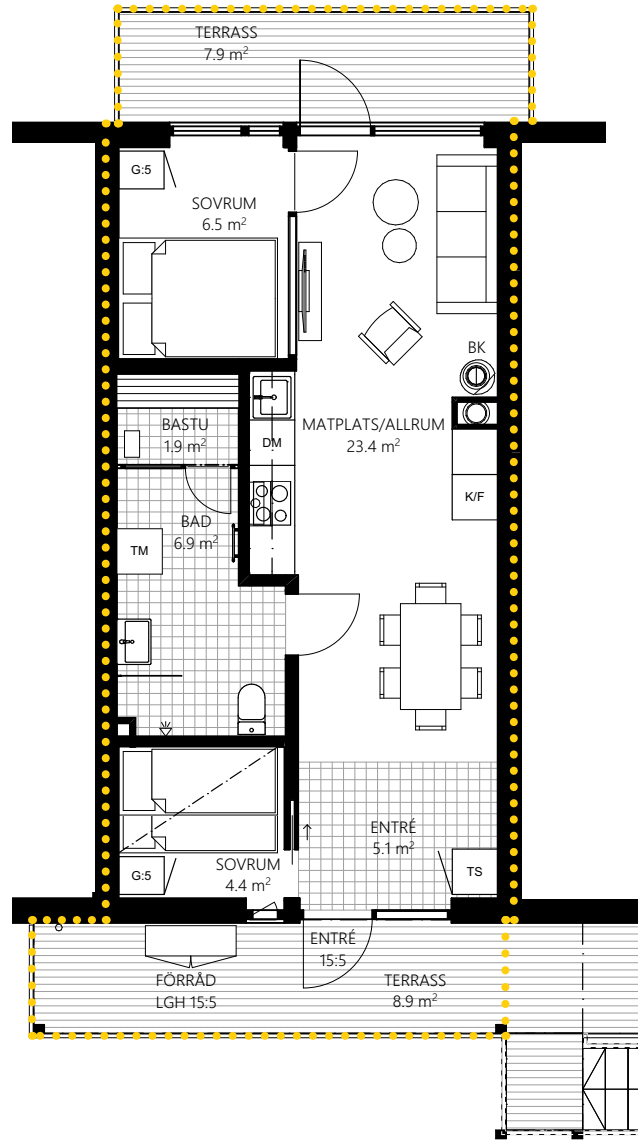 TERRASS
7.9 m²
G:5
SOVRUM
6.5 m²
BK
BASTU
1.9 m²
DM
MATPLATS/ALLRUM
23.4 m²
K/F
BAD
6.9 m²
TM
ENTRÉ
5.1 m²
G:5
SOVRUM
4.4 m²
TS
ENTRÉ
15:5
FÖRRÅD
LGH 15:5
TERRASS
8.9 m²